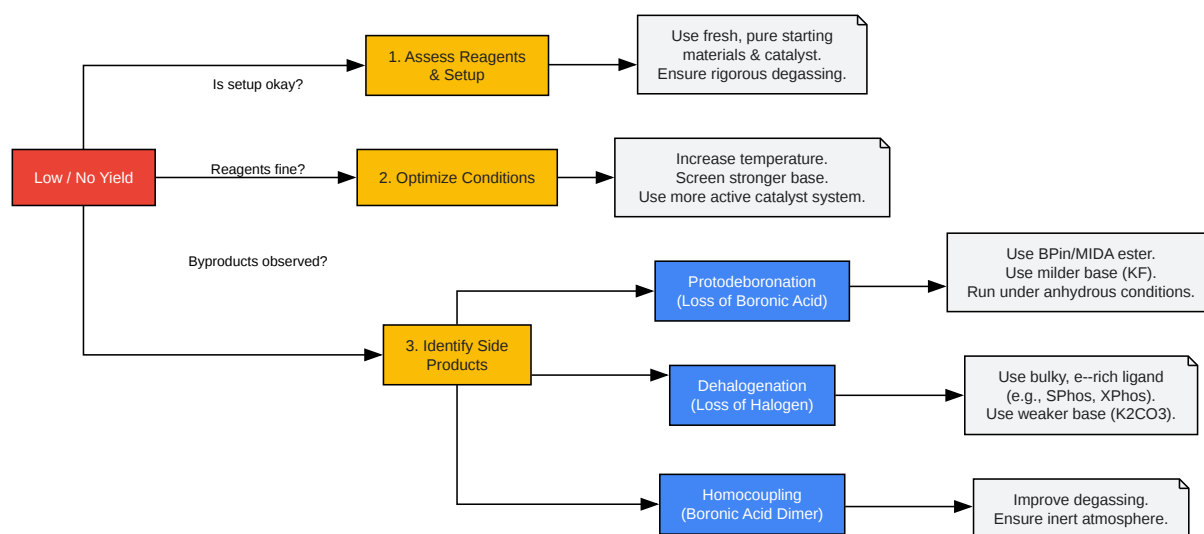 Use fresh, pure starting
materials & catalyst.
Ensure rigorous degassing.
1. Assess Reagents
& Setup
Is setup okay?
Low / No Yield
Reagents fine?
2. Optimize Conditions
Increase temperature.
Screen stronger base.
Use more active catalyst system.
Byproducts observed?
3. Identify Side
Products
Protodeboronation
(Loss of Boronic Acid)
Use BPin/MIDA ester.
Use milder base (KF).
Run under anhydrous conditions.
Dehalogenation
(Loss of Halogen)
Use bulky, e--rich ligand
(e.g., SPhos, XPhos).
Use weaker base (K2CO3).
Homocoupling
(Boronic Acid Dimer)
Improve degassing.
Ensure inert atmosphere.